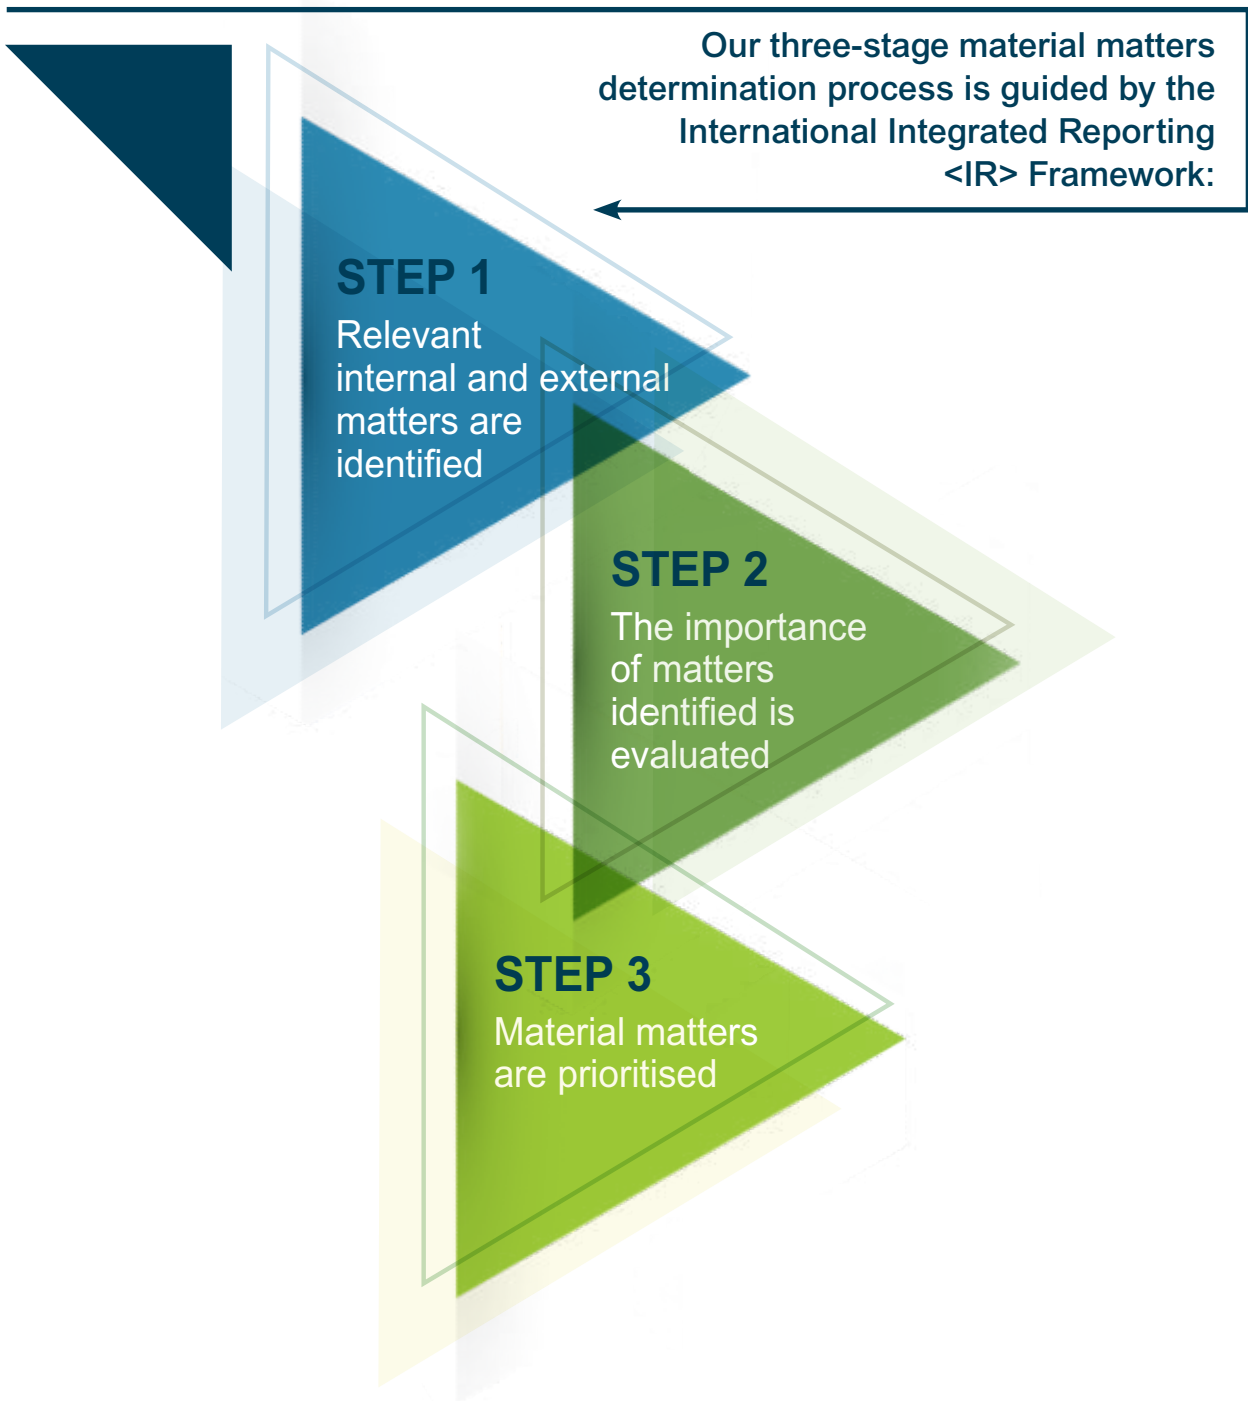 Our three-stage material matters
determination process is guided by the
International Integrated Reporting
<IR> Framework:
STEP 1
Relevant
internal and external
matters are
identified
STEP 2
The importance
of matters
identified is
evaluated
STEP 3
Material matters
are prioritised